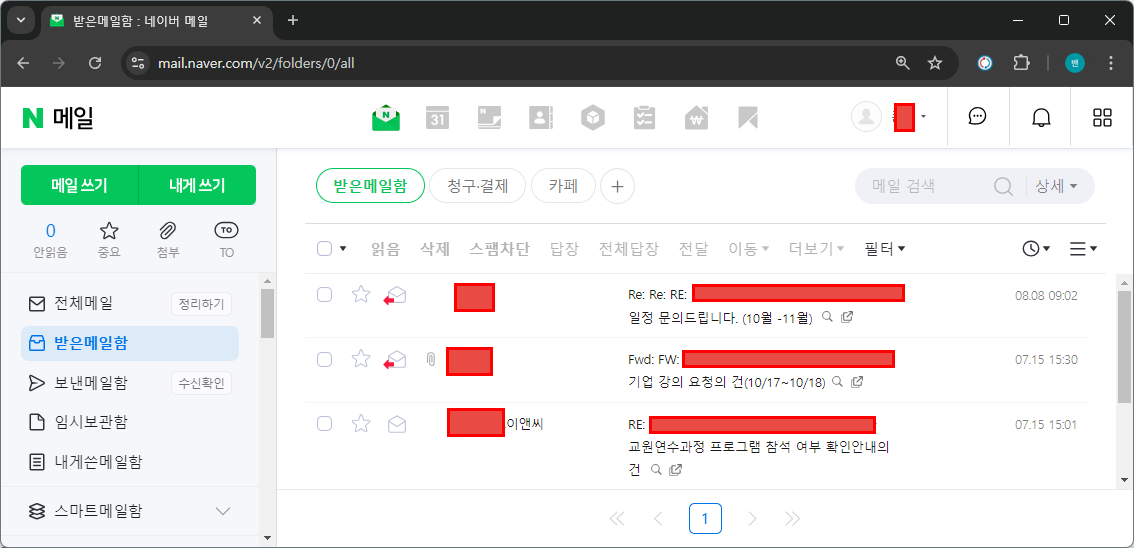 받은메일함 : 네이버 메일
mail.naver.com/v2/folders/0/all
벤
N 메일
N 31 N ₩
메일 쓰기 내게 쓰기
0
안읽음 중요 첨부 TO TO
전체메일 정리하기
받은메일함
보낸메일함 수신확인
임시보관함
내게쓴메일함
스마트메일함
받은메일함 청구·결제 카페 +
메일 검색 상세
읽음 삭제 스팸차단 답장 전체답장 전달 이동 더보기 필터
Re: Re: RE: 08.08 09:02
일정 문의드립니다. (10월 -11월)
Fwd: FW: 07.15 15:30
기업 강의 요청의 건(10/17~10/18)
이앤씨 RE: 07.15 15:01
교원연수과정 프로그램 참석 여부 확인안내의
건
1